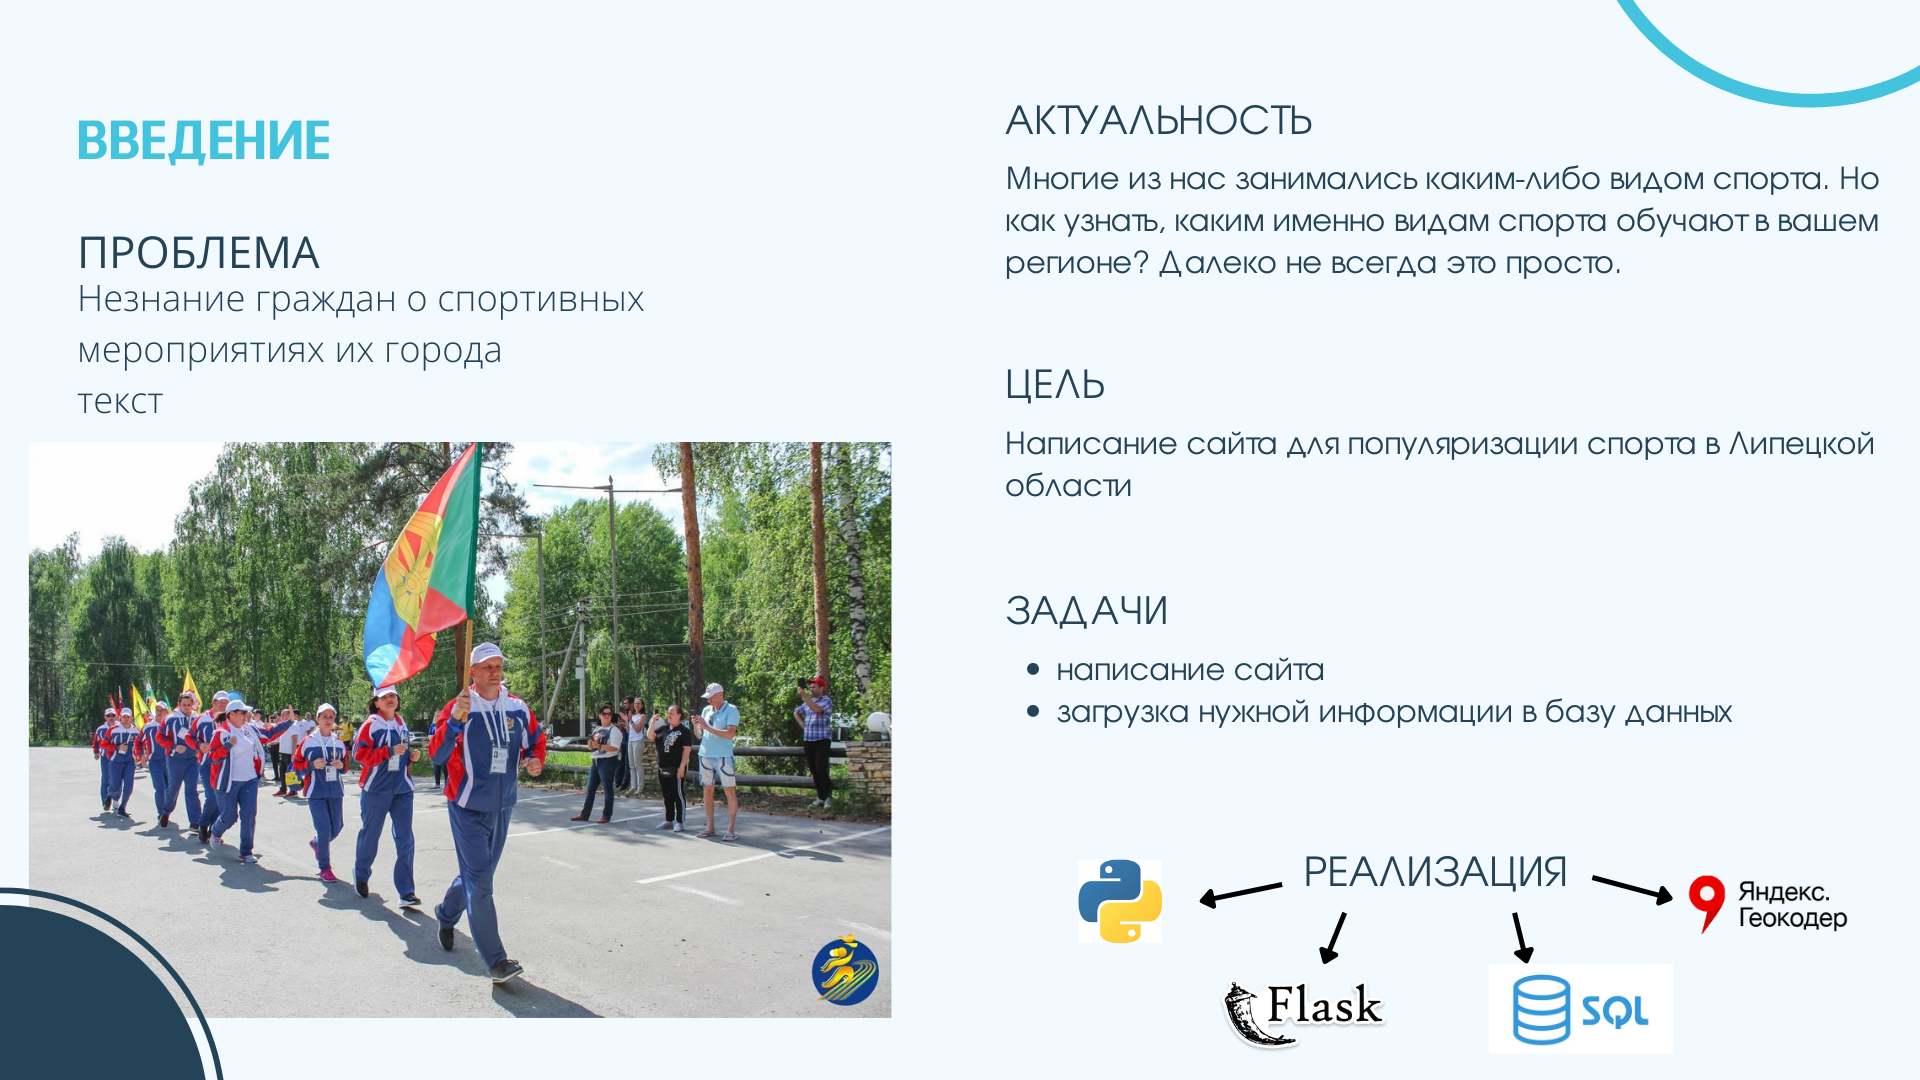 ВВЕДЕНИЕ
ПРОБЛЕМА
Незнание граждан о спортивных
мероприятиях их города
текст
АКТУАЛЬНОСТЬ
Многие из нас занимались каким-либо видом спорта. Но
как узнать, каким именно видам спорта обучают в вашем
регионе? Далеко не всегда это просто.
ЦЕЛЬ
Написание сайта для популяризации спорта в Липецкой
области
ЗАДАЧИ
• написание сайта
• загрузка нужной информации в базу данных
РЕАЛИЗАЦИЯ
Яндекс.
Геокодер
Flask
SQL